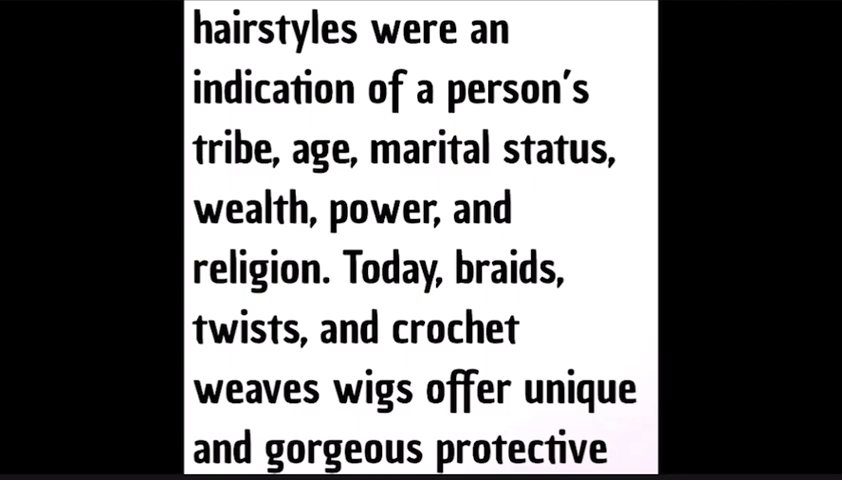 hairstyles were an
indication of a person’s
tribe, age, marital status,
wealth, power, and
religion. Today, braids,
twists, and crochet
weaves wigs offer unique
and gorgeous protective